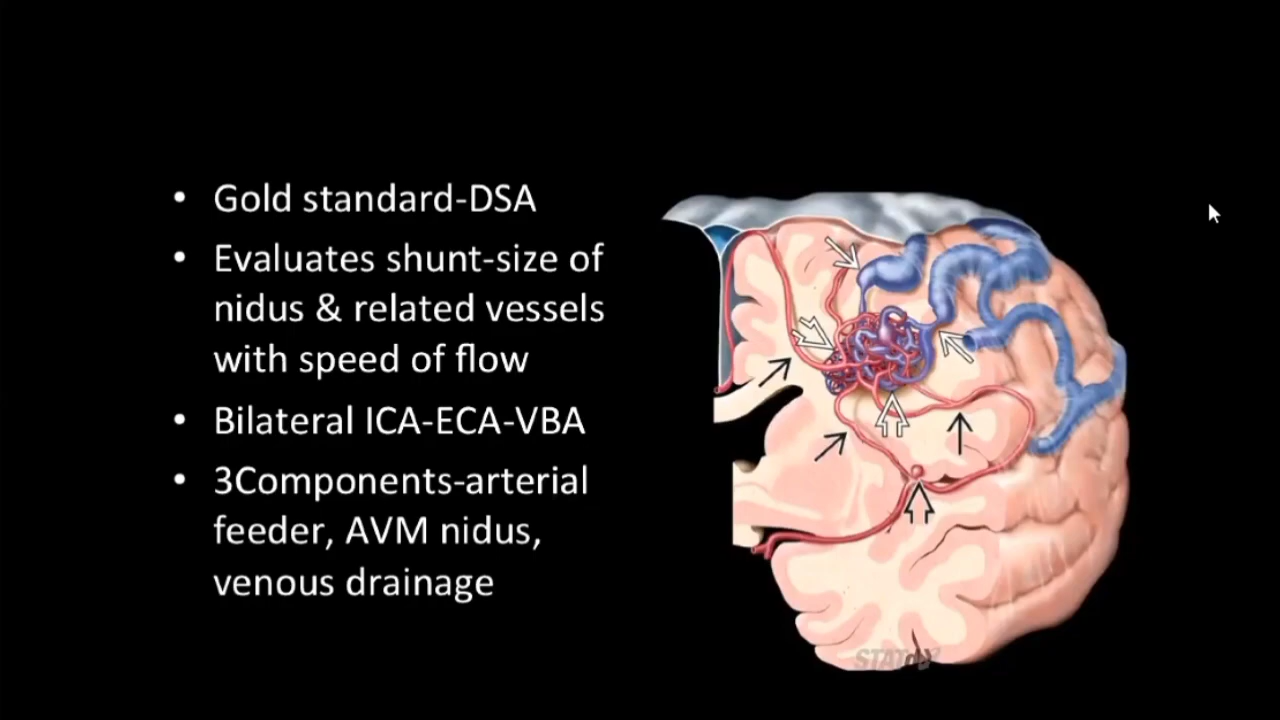 • Gold standard-DSA
• Evaluates shunt-size of
nidus & related vessels
with speed of flow
• Bilateral ICA-ECA-VBA
• 3Components-arterial
feeder, AVM nidus,
venous drainage